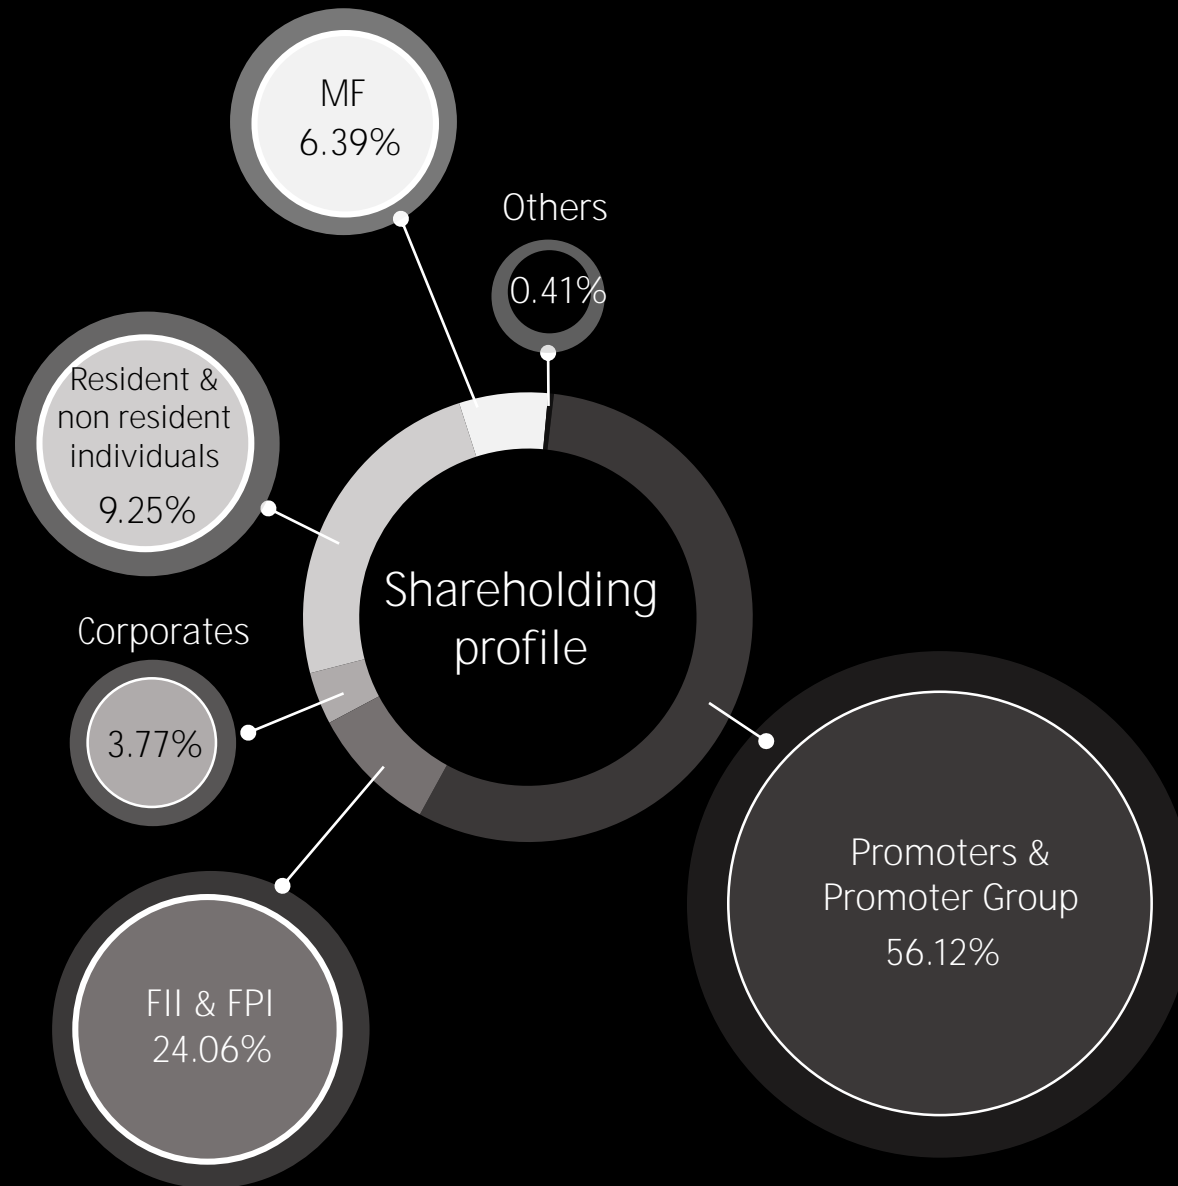 MF
6.39%
Others
0.41%
Resident &
non resident
individuals
9.25%
Shareholding
profile
Corporates
3.77%
Promoters &
Promoter Group
56.12%
FII & FPI
24.06%